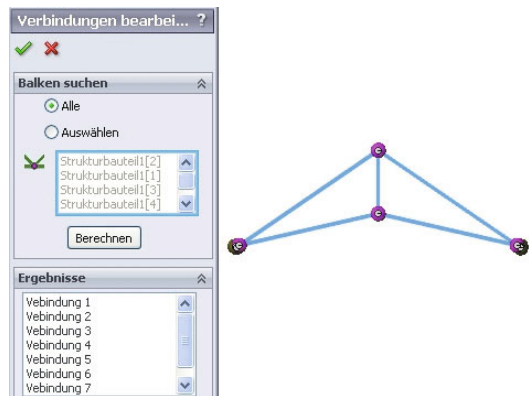 Verbindungen bearbei... ?
Balken suchen
Alle
Auswählen
Strukturbauteil1[2]
Strukturbauteil1[1]
Strukturbauteil1[3]
Strukturbauteil1[4]
Berechnen
Ergebnisse
Vebindung 1
Vebindung 2
Vebindung 3
Vebindung 4
Vebindung 5
Vebindung 6
Vebindung 7